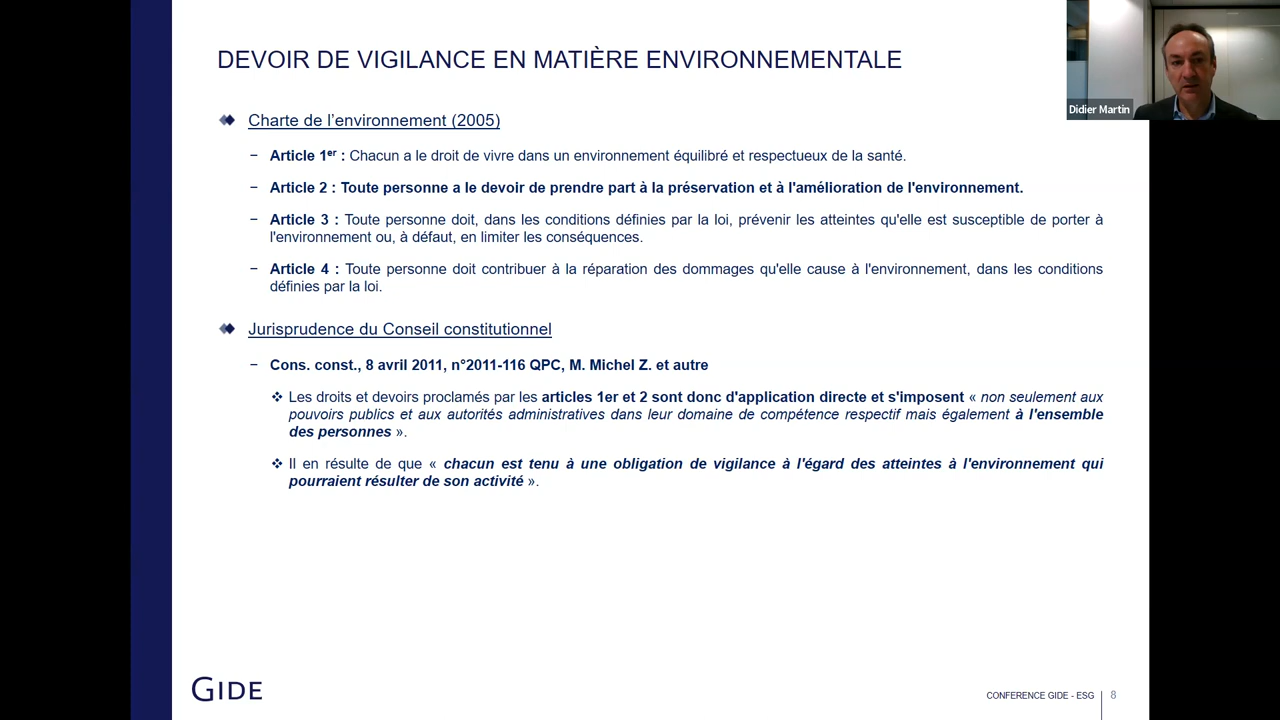 DEVOIR DE VIGILANCE EN MATIÈRE ENVIRONNEMENTALE
Didier Martin
Charte de l'environnement (2005)
− Article 1er : Chacun a le droit de vivre dans un environnement équilibré et respectueux de la santé.
− Article 2 : Toute personne a le devoir de prendre part à la préservation et à l'amélioration de l'environnement.
− Article 3 : Toute personne doit, dans les conditions définies par la loi, prévenir les atteintes qu'elle est susceptible de porter à
l'environnement ou, à défaut, en limiter les conséquences.
− Article 4 : Toute personne doit contribuer à la réparation des dommages qu'elle cause à l'environnement, dans les conditions
définies par la loi.
Jurisprudence du Conseil constitutionnel
− Cons. const., 8 avril 2011, n°2011-116 QPC, M. Michel Z. et autre
❖ Les droits et devoirs proclamés par les articles 1er et 2 sont donc d'application directe et s'imposent « non seulement aux
pouvoirs publics et aux autorités administratives dans leur domaine de compétence respectif mais également à l'ensemble
des personnes ».
❖ Il en résulte de que « chacun est tenu à une obligation de vigilance à l'égard des atteintes à l'environnement qui
pourraient résulter de son activité ».
GIDE
CONFERENCE GIDE - ESG 8